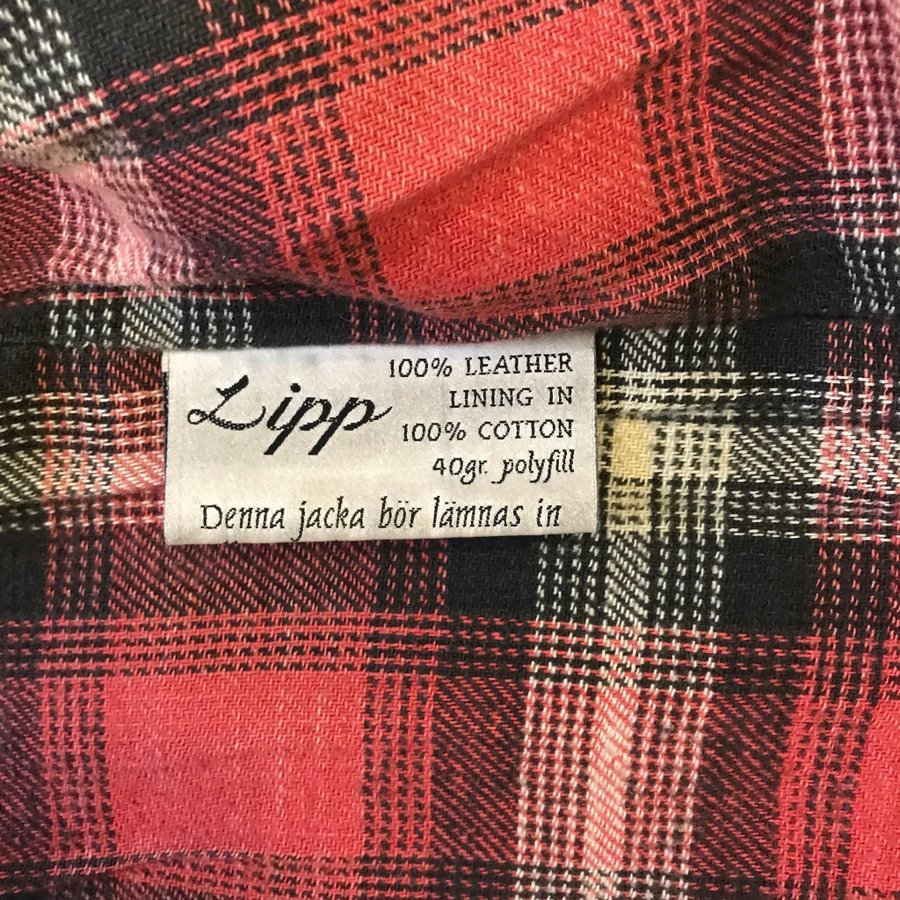 Lipp
100% LEATHER
LINING IN
100% COTTON
40gr. polyfill
Denna jacka bör lämnas in